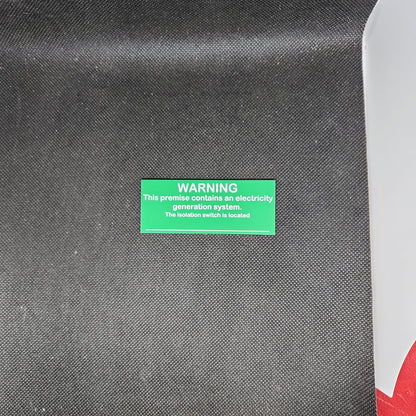 WARNING
This premise contains an electricity
generation system.
The isolation switch is located